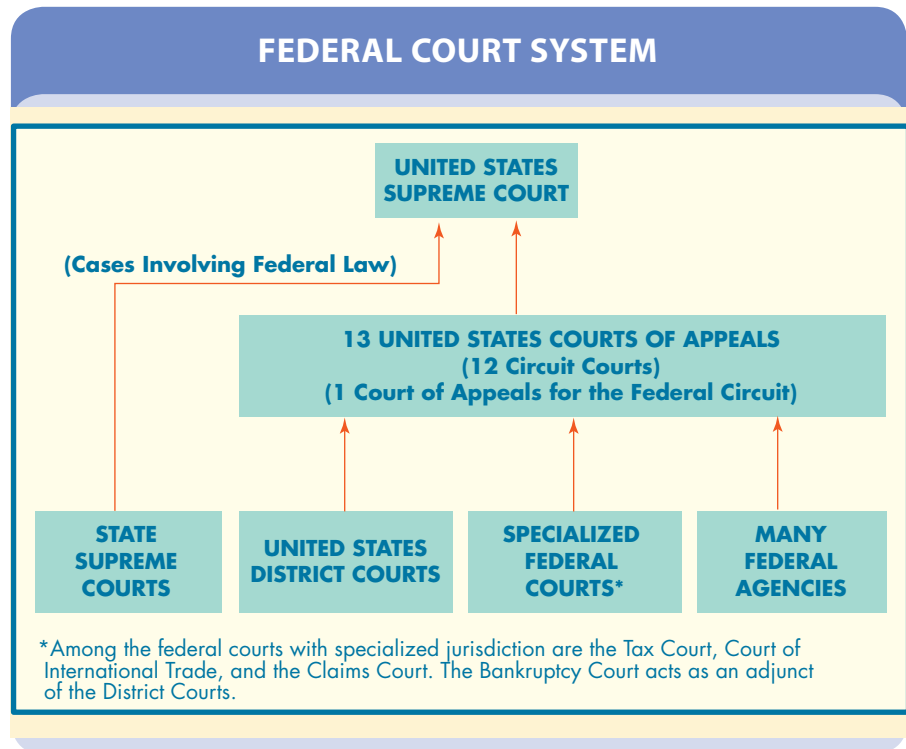 FEDERAL COURT SYSTEM
UNITED STATES
SUPREME COURT
(Cases Involving Federal Law)
13 UNITED STATES COURTS OF APPEALS
(12 Circuit Courts)
(1 Court of Appeals for the Federal Circuit)
STATE
SUPREME
COURTS
UNITED STATES
DISTRICT COURTS
SPECIALIZED
FEDERAL
COURTS*
MANY
FEDERAL
AGENCIES
*Among the federal courts with specialized jurisdiction are the Tax Court, Court of
International Trade, and the Claims Court. The Bankruptcy Court acts as an adjunct
of the District Courts.